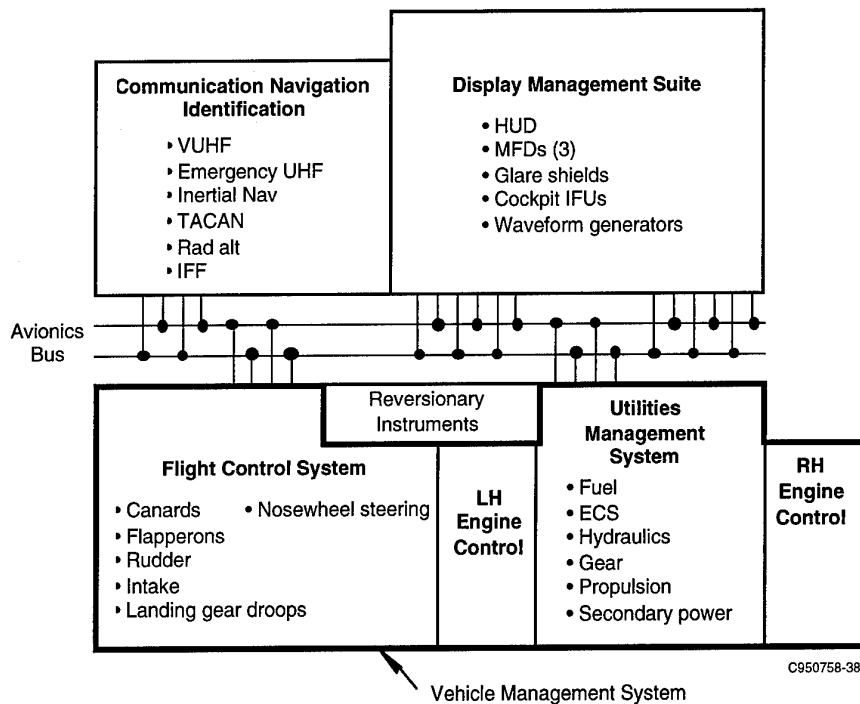 Communication Navigation
Identification
• VUHF
• Emergency UHF
• Inertial Nav
• TACAN
• Rad alt
• IFF
Display Management Suite
• HUD
• MFDs (3)
• Glare shields
• Cockpit IFUs
• Waveform generators
Avionics
Bus
Reversionary
Instruments
Flight Control System
• Canards
• Nosewheel steering
• Flapperons
• Rudder
• Intake
• Landing gear droops
LH
Engine
Control
Utilities
Management
System
• Fuel
• ECS
• Hydraulics
• Gear
• Propulsion
• Secondary power
RH
Engine
Control
C950758-38
Vehicle Management System